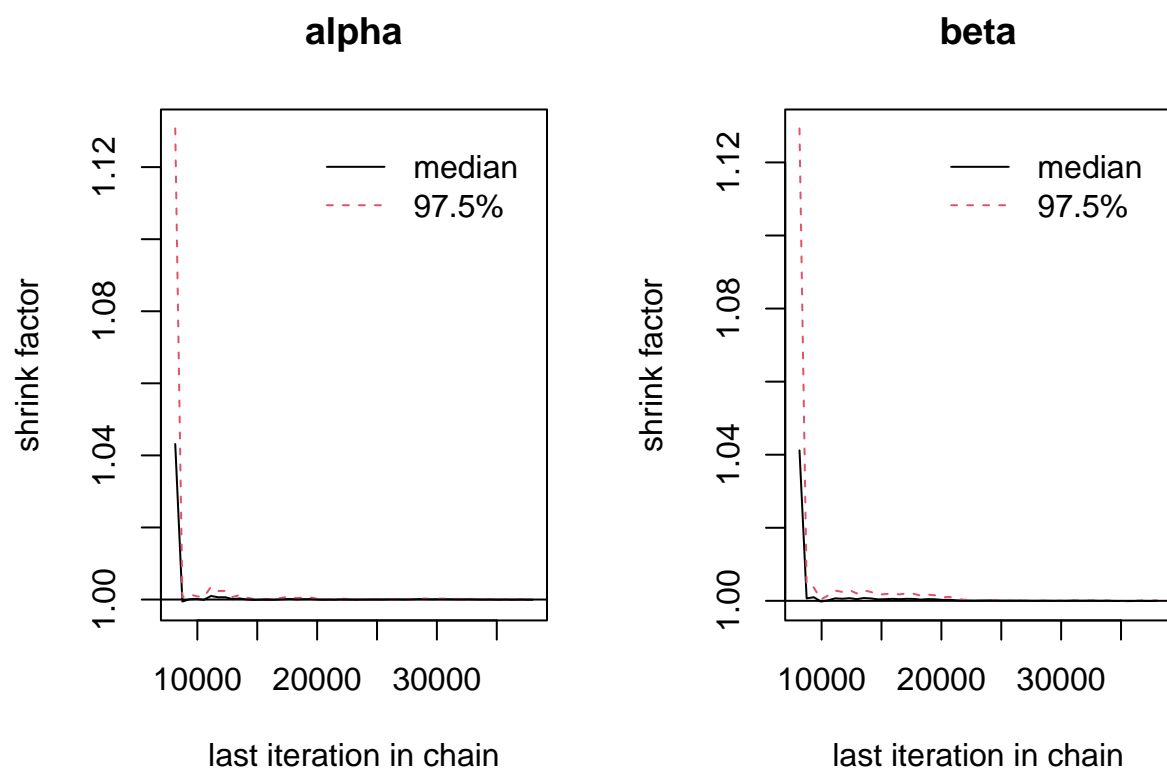 alpha
shrink factor
1.00
1.04
1.08
1.12
median
97.5%
10000
20000
30000
last iteration in chain
beta
shrink factor
1.00
1.04
1.08
1.12
median
97.5%
10000
20000
30000
last iteration in chain